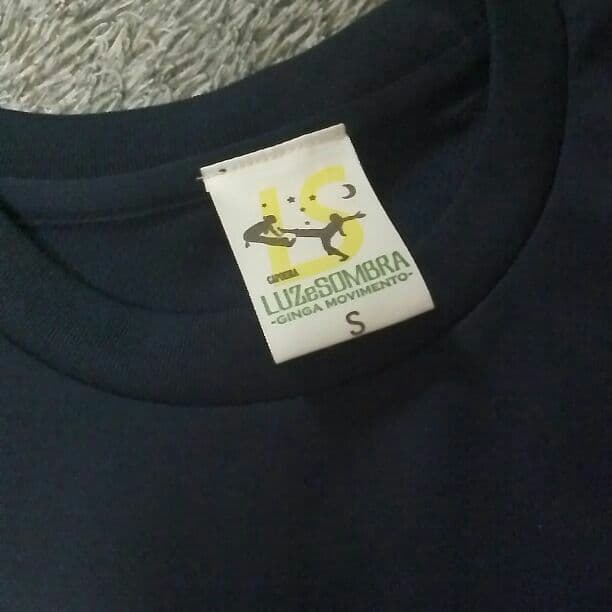 LS
CAPOEIRA
LUZeSOMBRA
-GINGA MOVIMENTO-
S